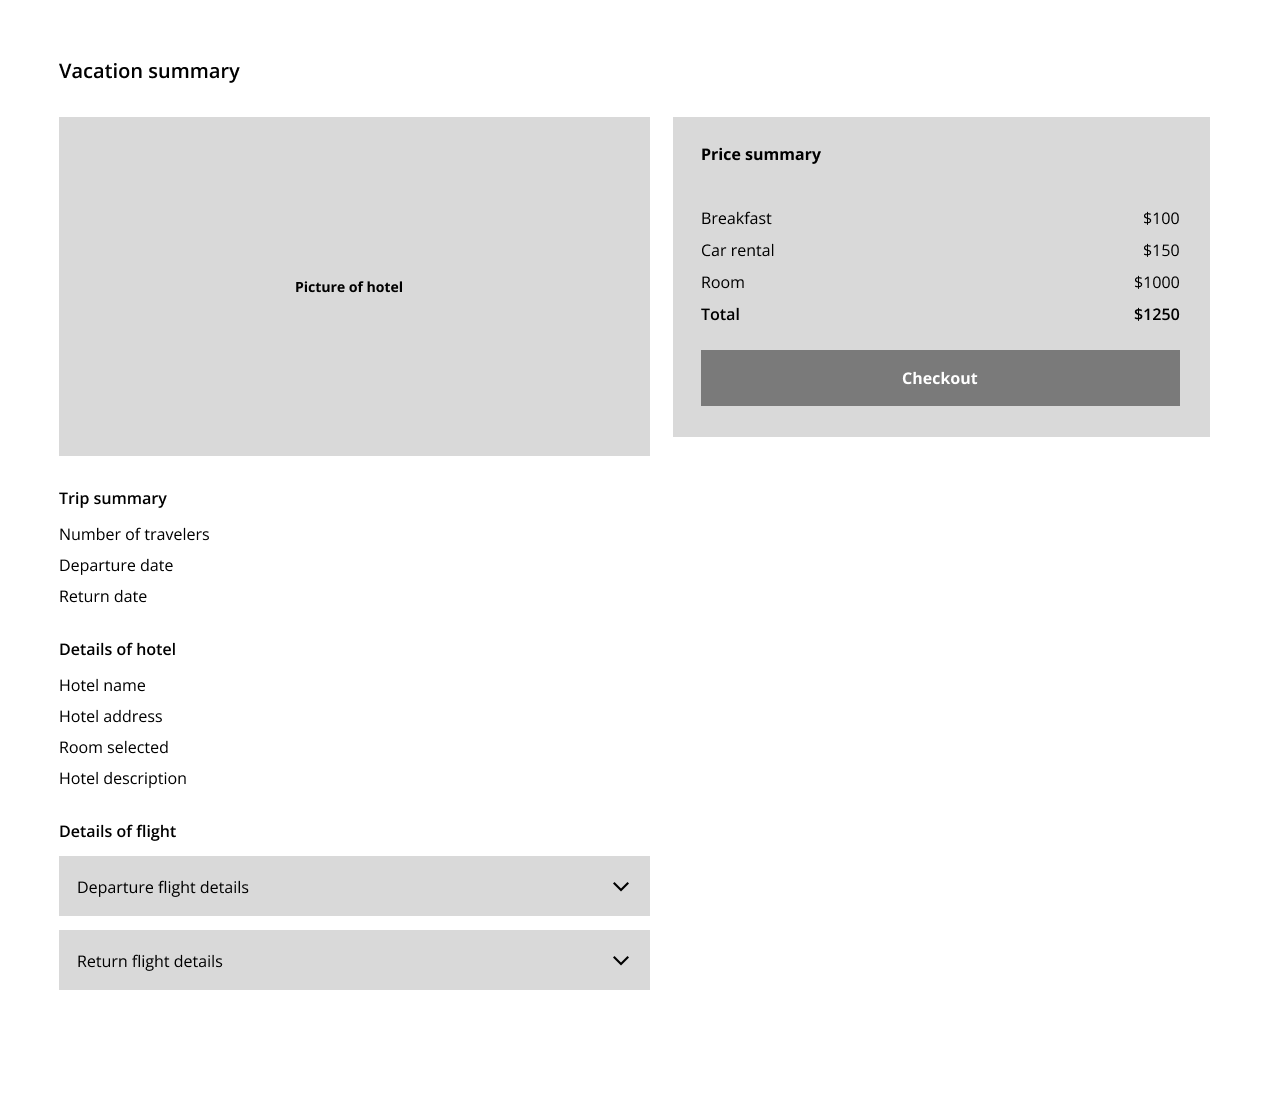 Vacation summary
Picture of hotel
Price summary
Breakfast $100
Car rental $150
Room $1000
Total $1250
Checkout
Trip summary
Number of travelers
Departure date
Return date
Details of hotel
Hotel name
Hotel address
Room selected
Hotel description
Details of flight
Departure flight details
Return flight details